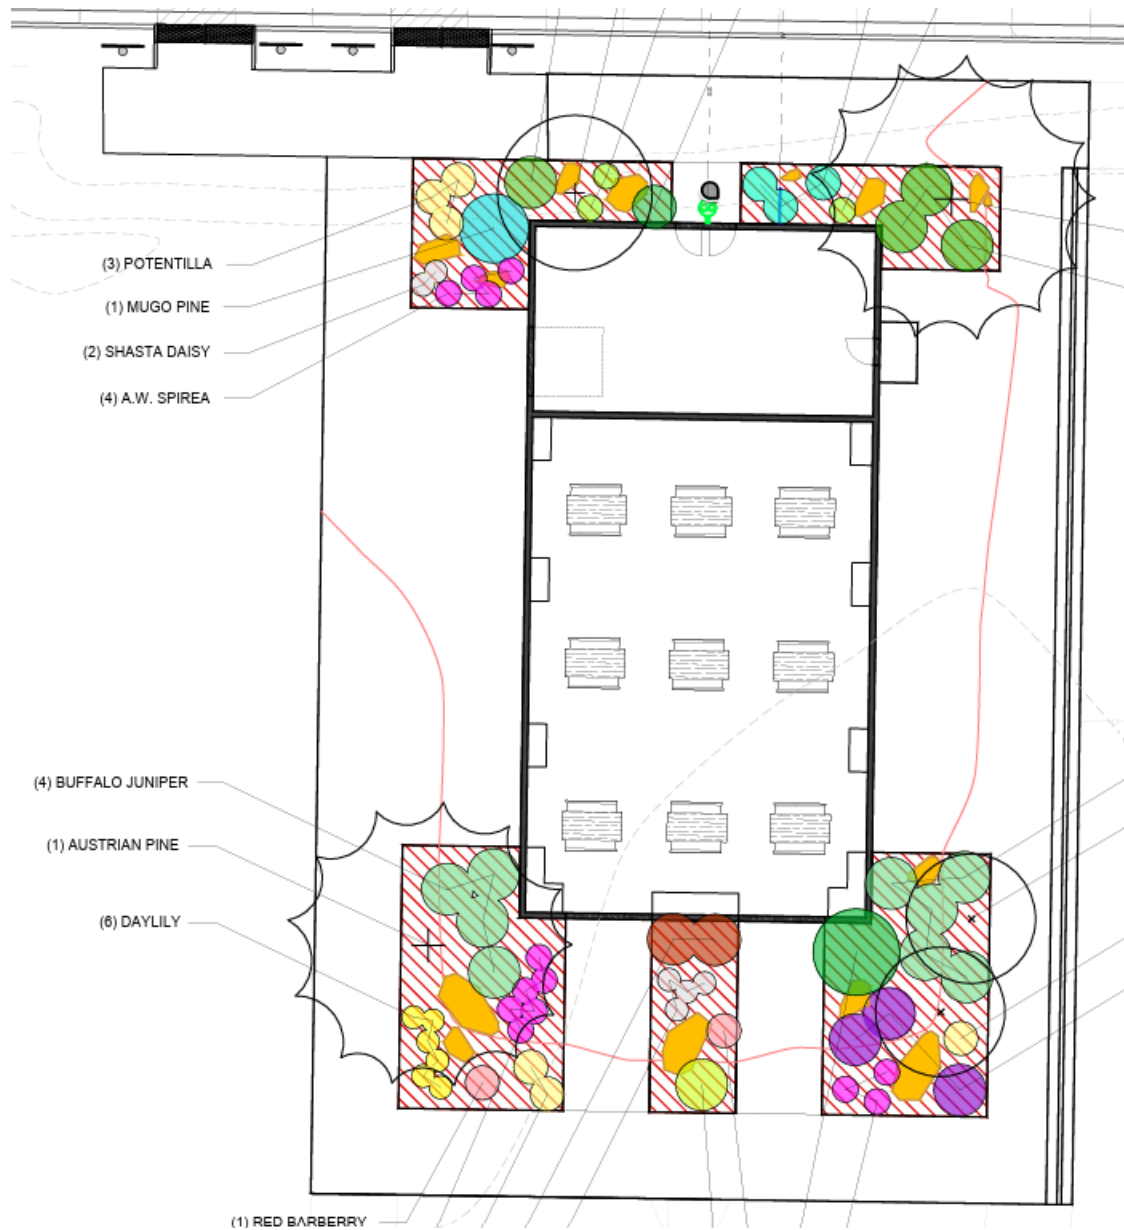 (3) POTENTILLA
(1) MUGO PINE
(2) SHASTA DAISY
(4) A.W. SPIREA
(4) BUFFALO JUNIPER
(1) AUSTRIAN PINE
(6) DAYLILY
(1) RED BARBERRY